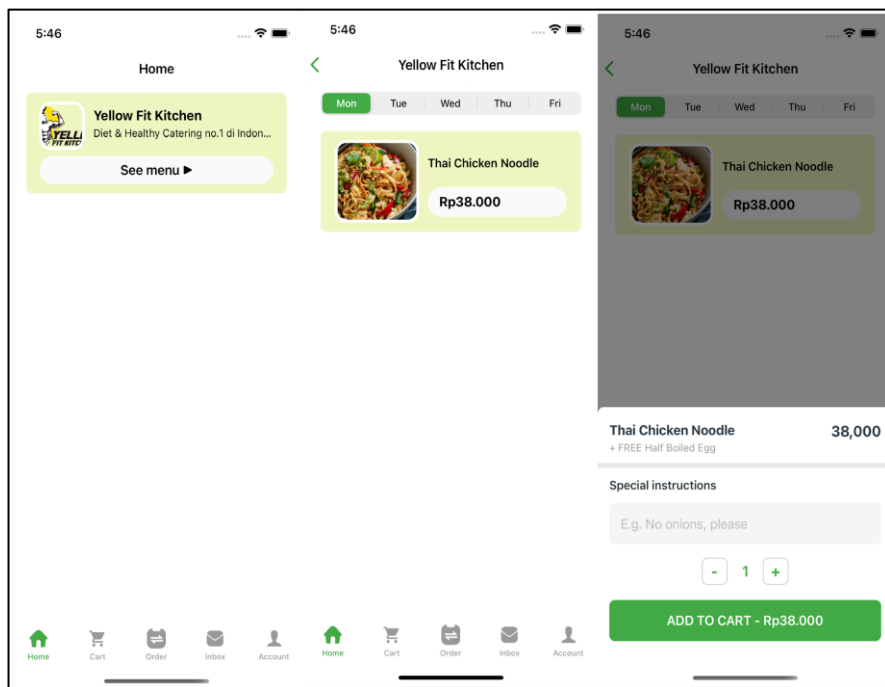 5:46
Home
YELL
FIT KITC
Yellow Fit Kitchen
Diet & Healthy Catering no.1 di Indon...
See menu ▶
Home
Cart
Order
Inbox
Account
5:46
Yellow Fit Kitchen
Mon Tue Wed Thu Fri
Thai Chicken Noodle
Rp38.000
Home
Cart
Order
Inbox
Account
5:46
Yellow Fit Kitchen
Mon Tue Wed Thu Fri
Thai Chicken Noodle
Rp38.000
Thai Chicken Noodle 38,000
+ FREE Half Boiled Egg
Special instructions
E.g. No onions, please
- 1 +
ADD TO CART - Rp38.000